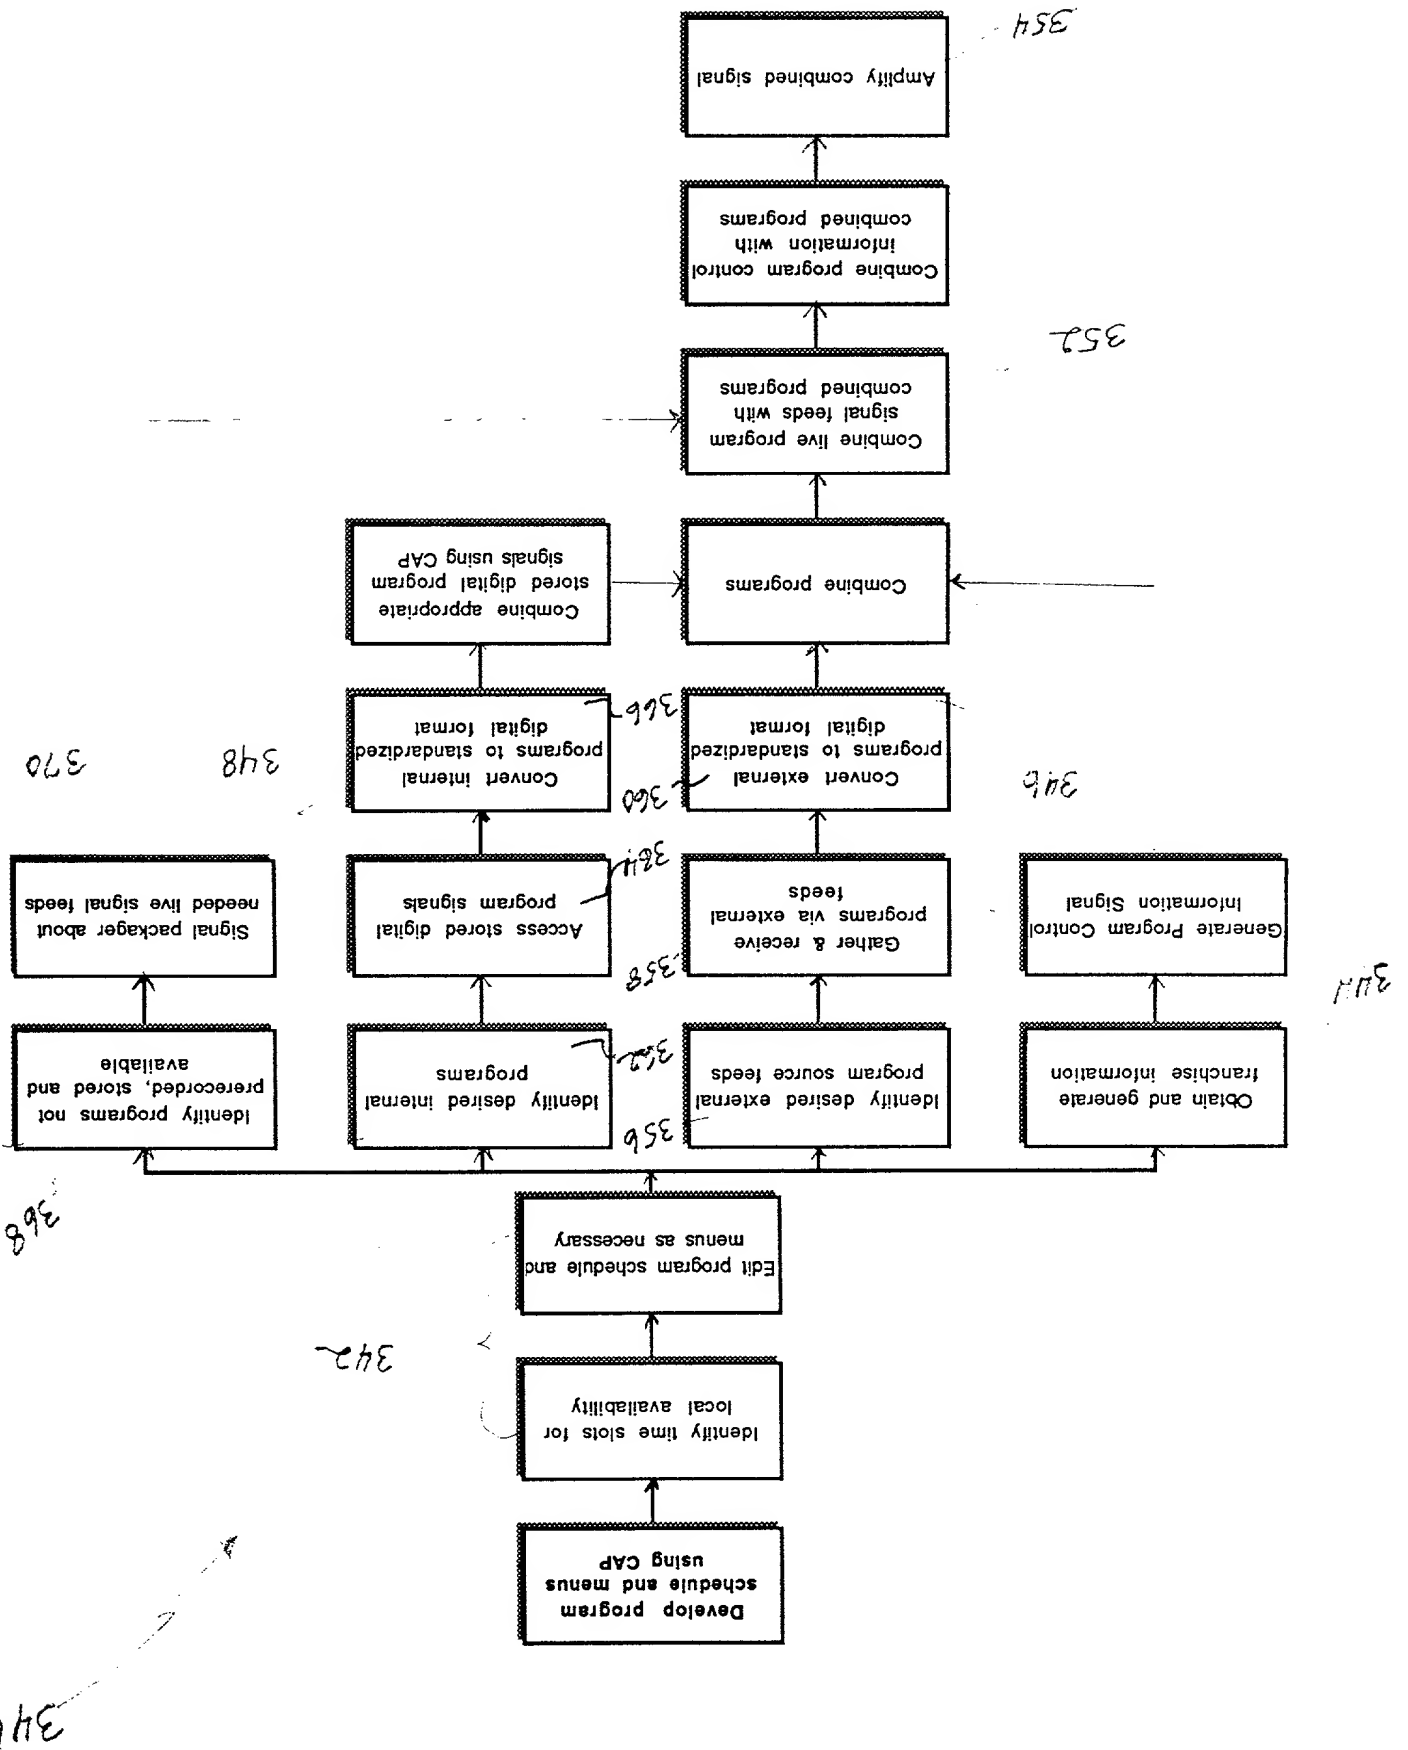 Develop program
schedule and menus
using CAP
Identify time slots for
local availability
342
Edit program schedule and
menus as necessary
368
Obtain and generate
franchise information
Identify desired external
program source feeds
356
Identify desired internal
programs
362
Identify programs not
prerecorded, stored and
available
344
Generate Program Control
Information Signal
Gather & receive
programs via external
feeds
358
Access stored digital
program signals
364
Signal packager about
needed live signal feeds
346
Convert external
programs to standardized
digital format
360
Convert internal
programs to standardized
digital format
366
348
370
Combine programs
Combine appropriate
stored digital program
signals using CAP
Combine live program
signal feeds with
combined programs
352
Combine program control
information with
combined programs
Amplify combined signal
354